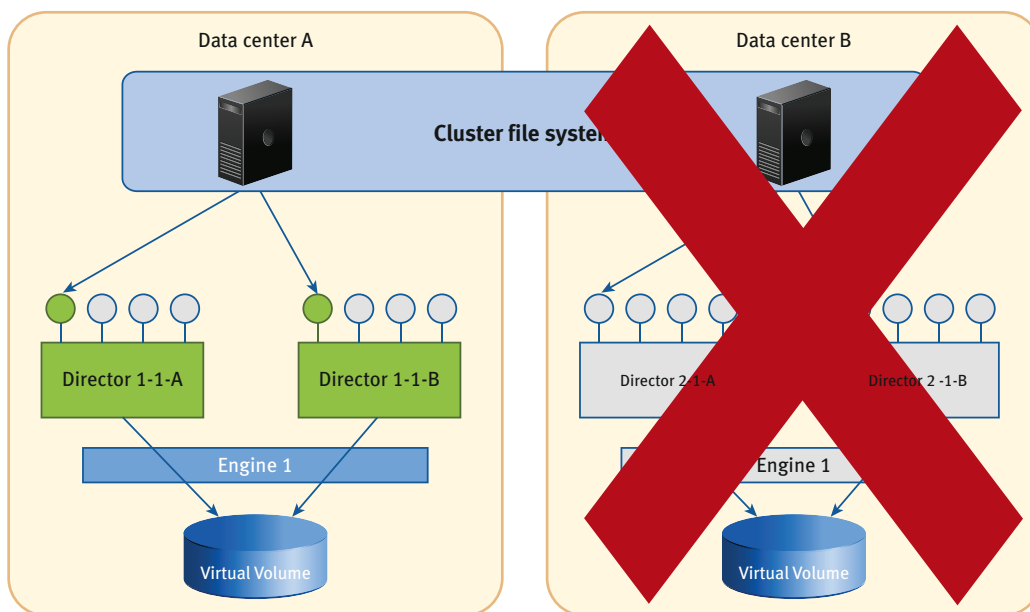 Data center A
Data center B
Cluster file system
Director 1-1-A
Director 1-1-B
Director 2-1-A
Director 2 -1-B
Engine 1
Engine 1
Virtual Volume
Virtual Volume